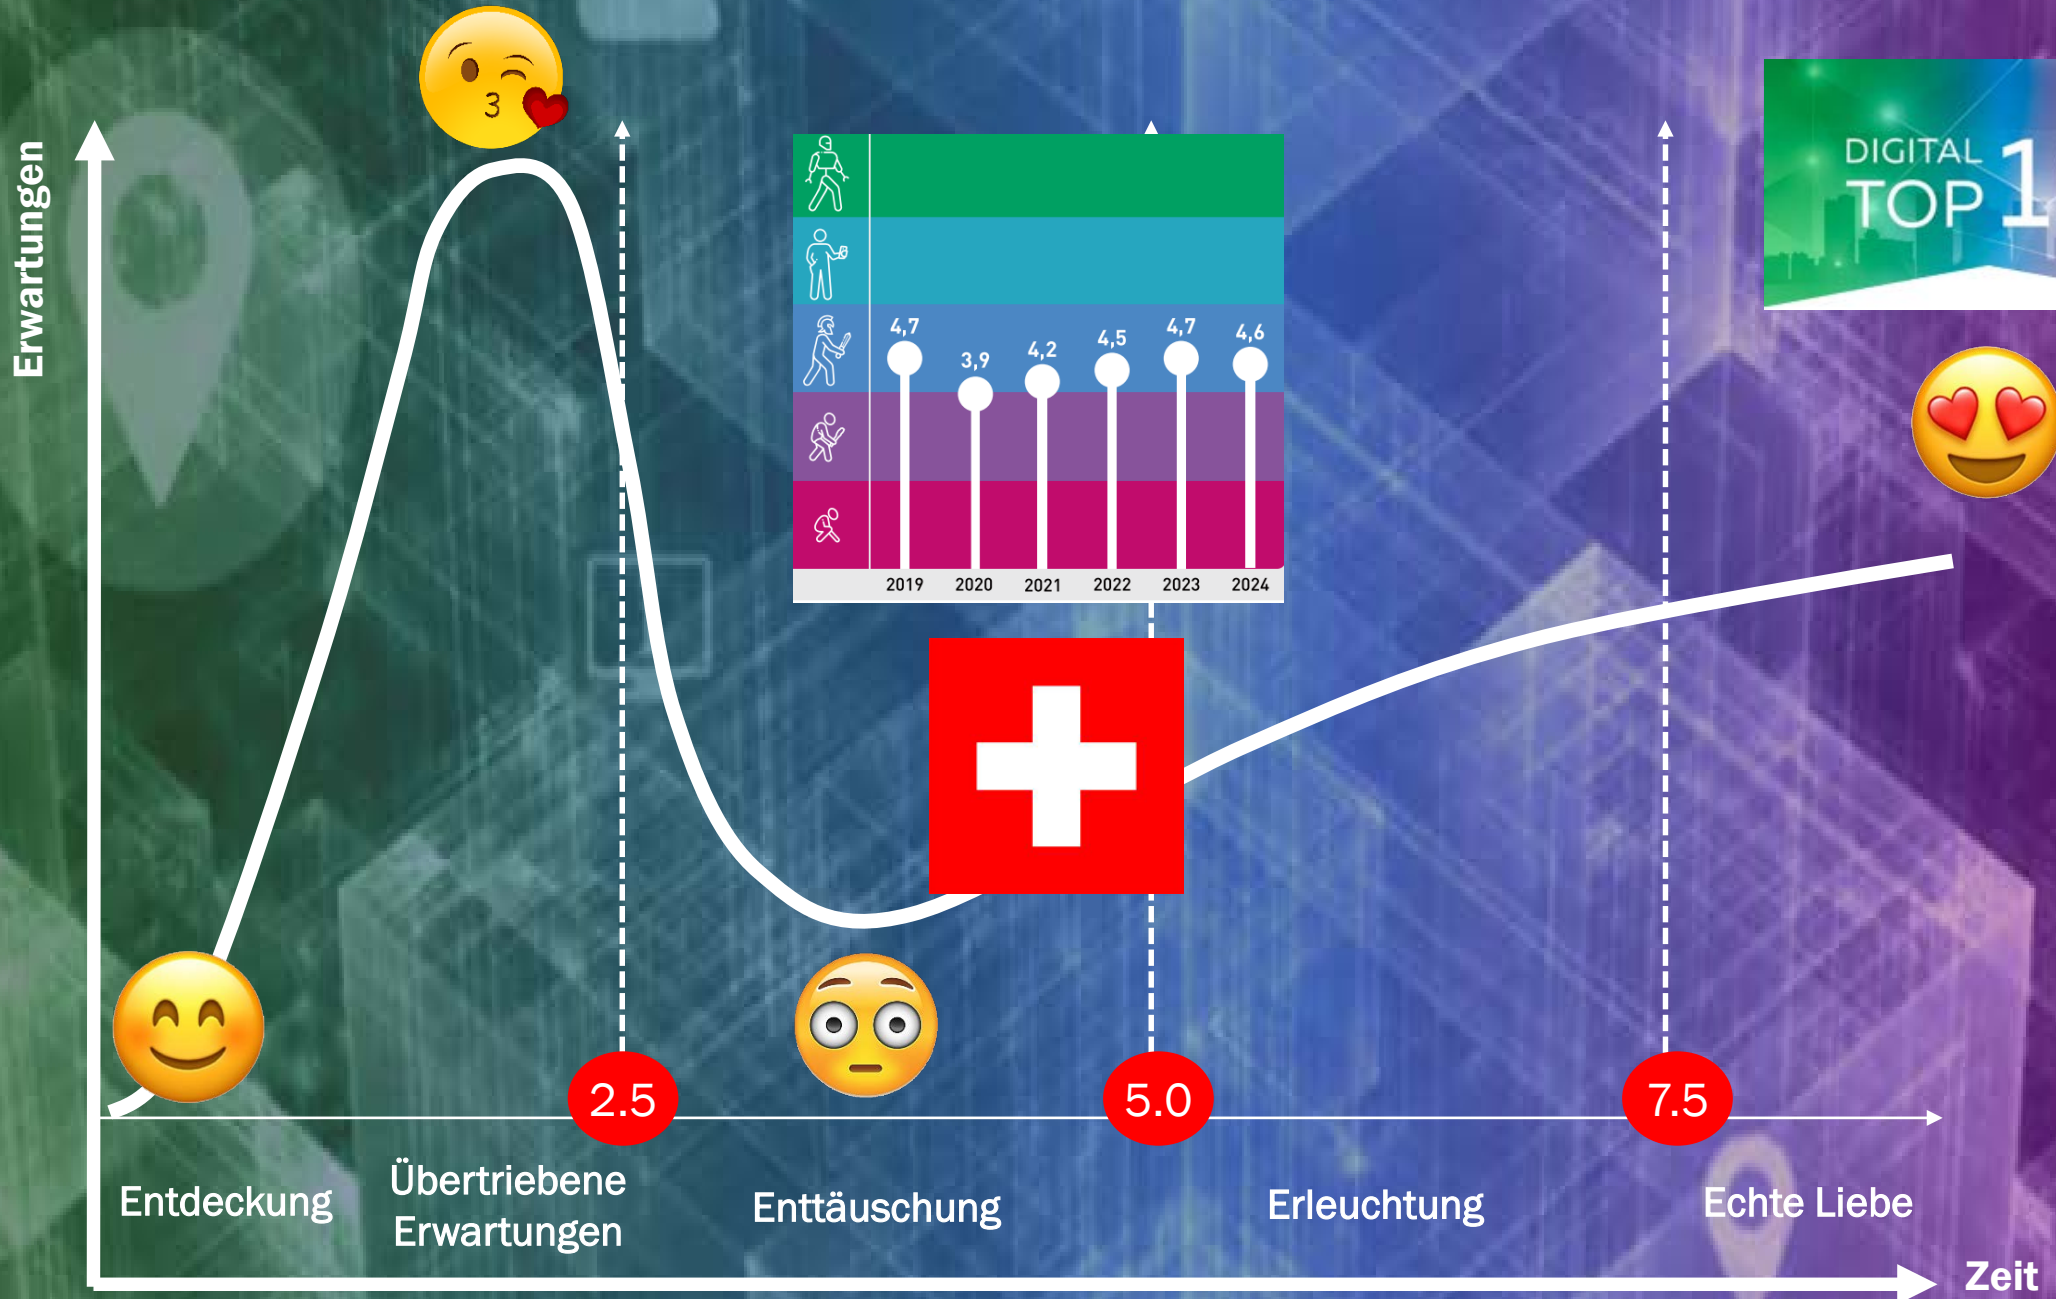 Erwartungen
DIGITAL
TOP 1
4,7
3,9
4,2
4,5
4,7
4,6
2019 2020 2021 2022 2023 2024
2.5
5.0
7.5
Entdeckung
Übertriebene
Erwartungen
Enttäuschung
Erleuchtung
Echte Liebe
Zeit